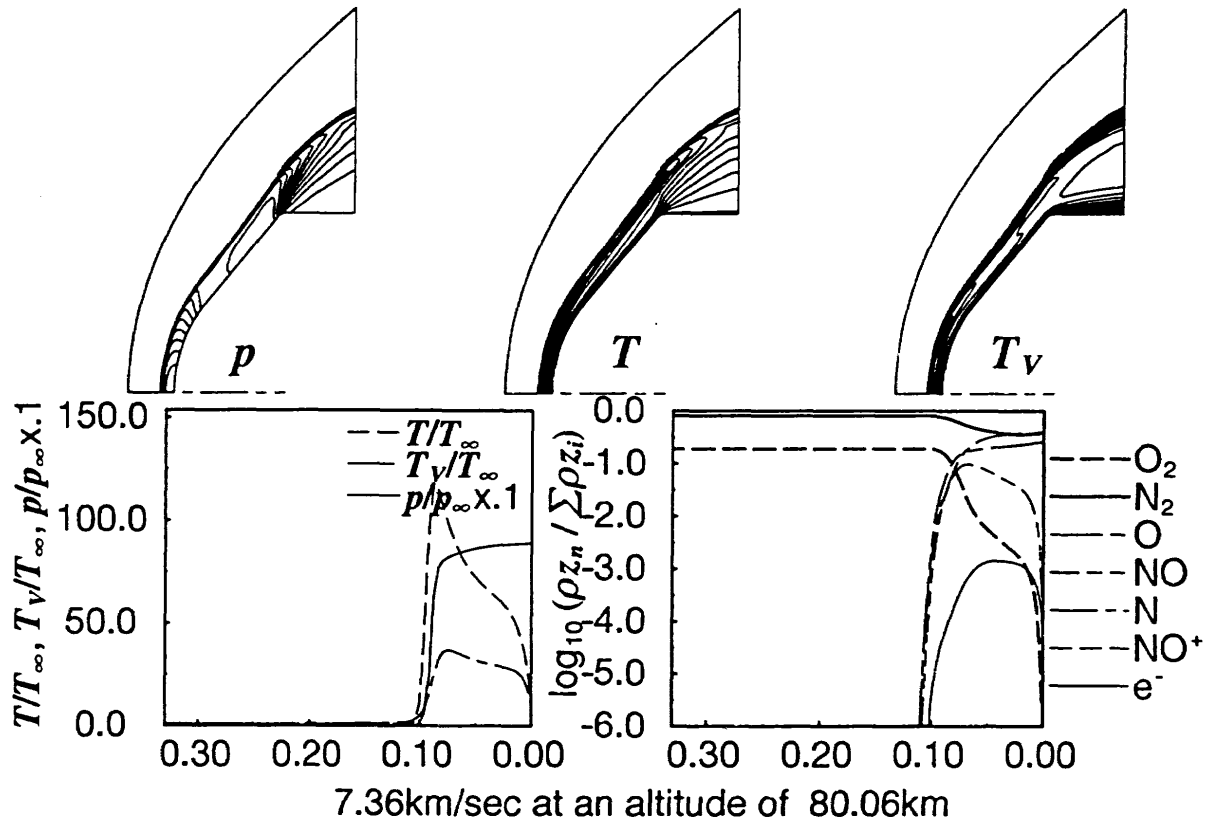 p
T
T_V
T/T∞, T_V/T∞, p/p∞x.1
150.0
100.0
50.0
0.0
T/T∞
T_V/T∞
p/p∞x.1
0.30
0.20
0.10
0.00
log₁₀(ρz_n / Σρz_i)
0.0
-1.0
-2.0
-3.0
-4.0
-5.0
-6.0
0.30
0.20
0.10
0.00
O₂
N₂
O
NO
N
NO⁺
e⁻
7.36km/sec at an altitude of 80.06km